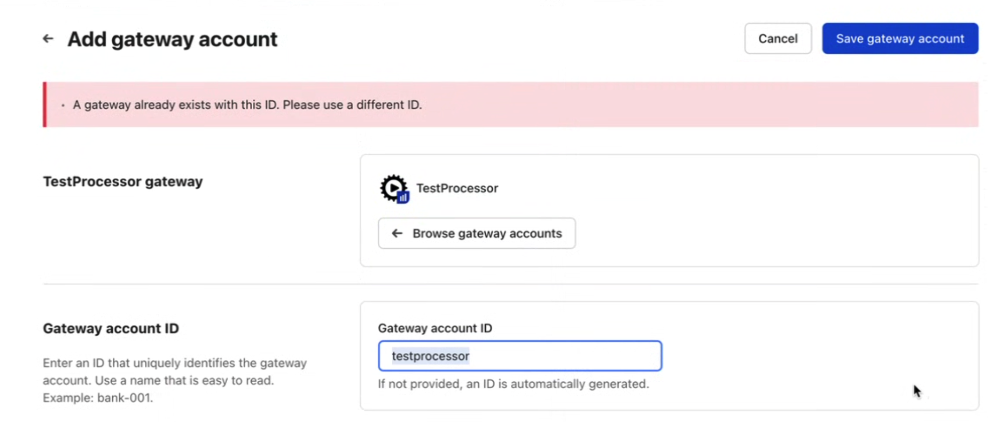 Add gateway account
Cancel
Save gateway account
· A gateway already exists with this ID. Please use a different ID.
TestProcessor gateway
TestProcessor
Browse gateway accounts
Gateway account ID
Enter an ID that uniquely identifies the gateway
account. Use a name that is easy to read.
Example: bank-001.
Gateway account ID
testprocessor
If not provided, an ID is automatically generated.